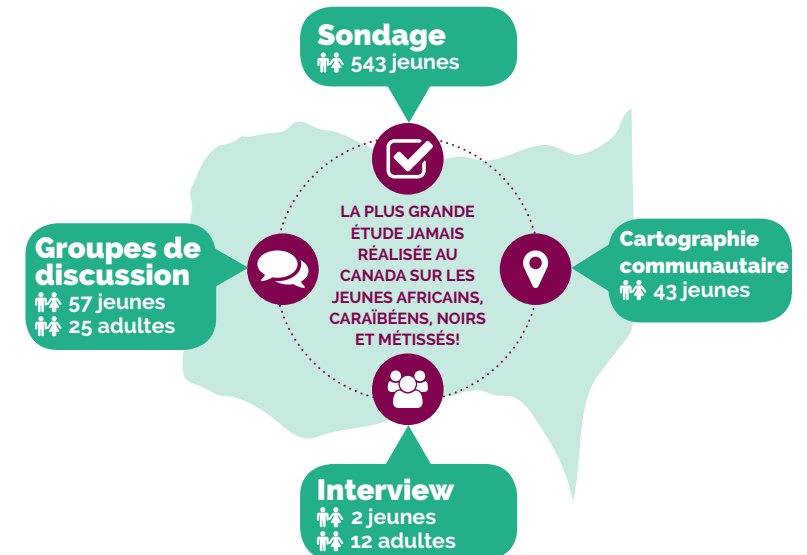 Sondage
543 jeunes
LA PLUS GRANDE
ÉTUDE JAMAIS
RÉALISÉE AU
CANADA SUR LES
JEUNES AFRICAINS,
CARAÏBÉENS, NOIRS
ET MÉTISSÉS!
Groupes de
discussion
57 jeunes
25 adultes
Cartographie
communautaire
43 jeunes
Interview
2 jeunes
12 adultes